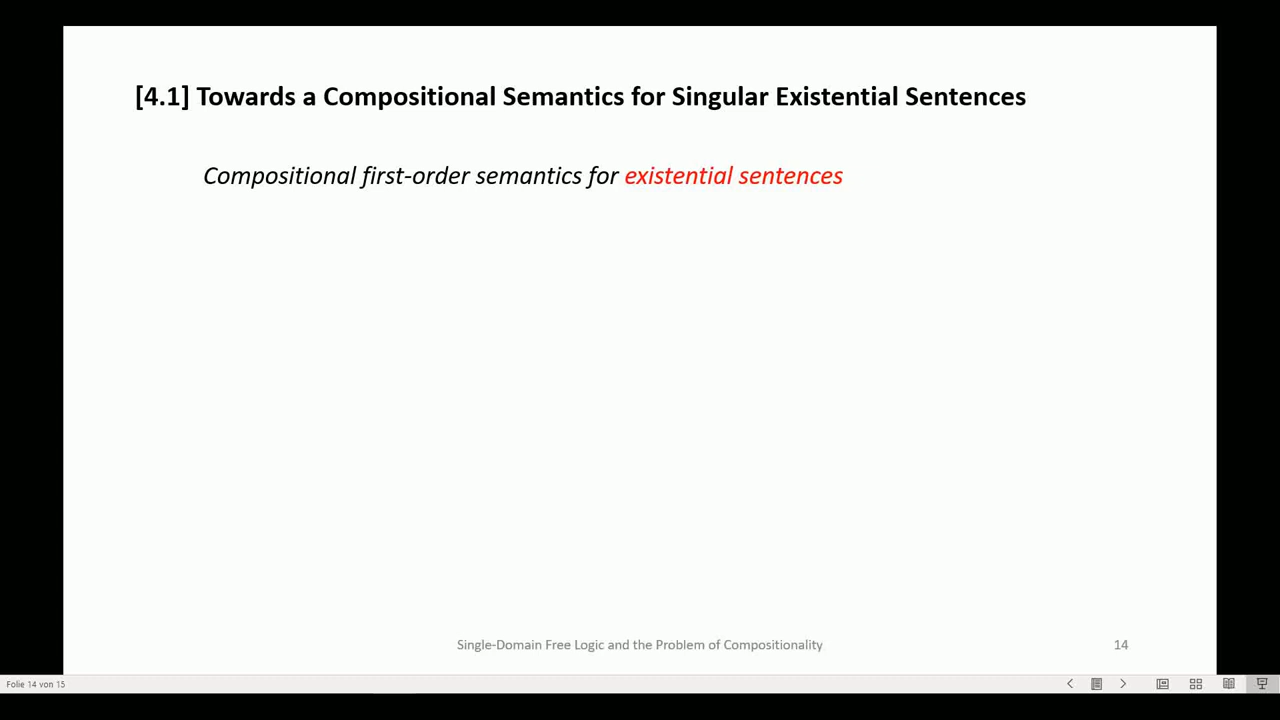 [4.1] Towards a Compositional Semantics for Singular Existential Sentences
Compositional first-order semantics for existential sentences
Single-Domain Free Logic and the Problem of Compositionality
14
Folie 14 von 15